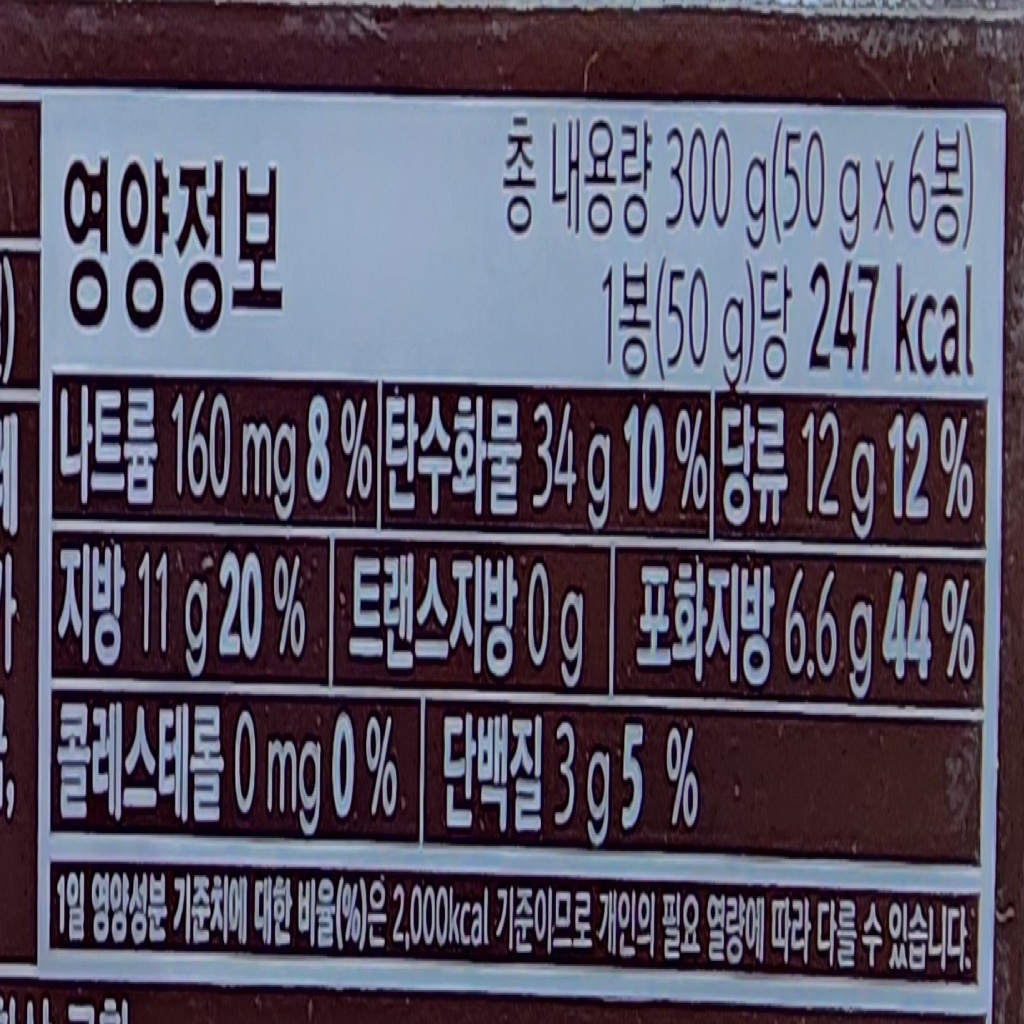 영양정보
총 내용량 300 g(50 g x 6봉)
1봉(50 g)당 247 kcal
나트륨 160 mg 8 % 탄수화물 34 g 10 % 당류 12 g 12 %
지방 11 g 20 % 트랜스지방 0 g 포화지방 6.6 g 44 %
콜레스테롤 0 mg 0 % 단백질 3 g 5 %
1일 영양성분 기준치에 대한 비율(%)은 2,000kcal 기준이므로 개인의 필요 열량에 따라 다를 수 있습니다.